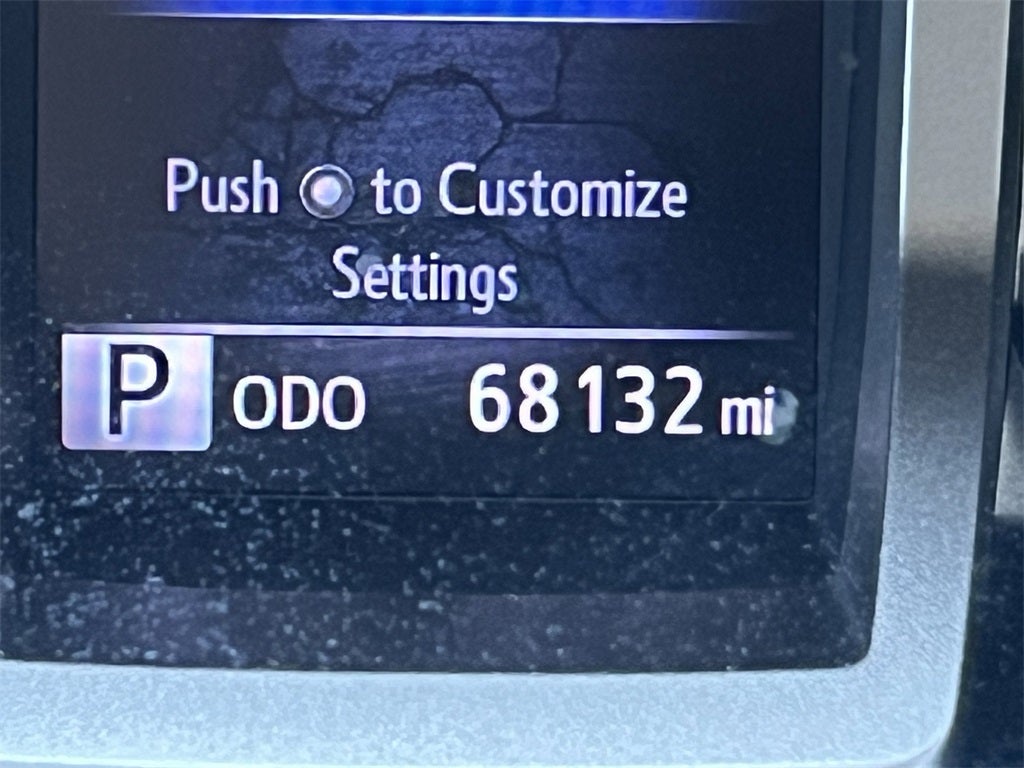 Push to Customize
Settings
P ODO 68132 mi